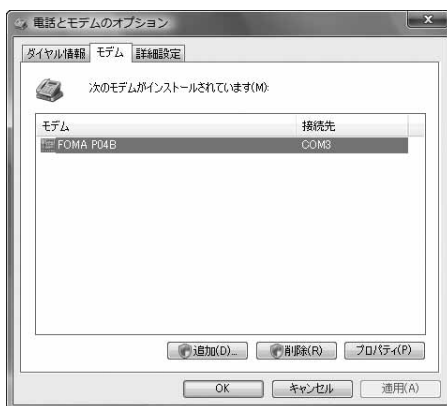 電話とモデムのオプション
ダイヤル情報 モデム 詳細設定
次のモデムがインストールされています(M):
モデム 接続先
FOMA P04B COM3
追加(D)... 削除(R) プロパティ(P)
OK キャンセル 適用(A)